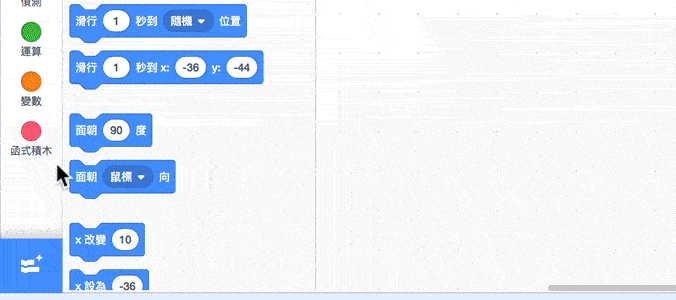 偵測
運算
變數
函式積木
滑行 1 秒到 隨機 位置
滑行 1 秒到 x: -36 y: -44
面朝 90 度
面朝 鼠標 向
x 改變 10
x 設為 -36